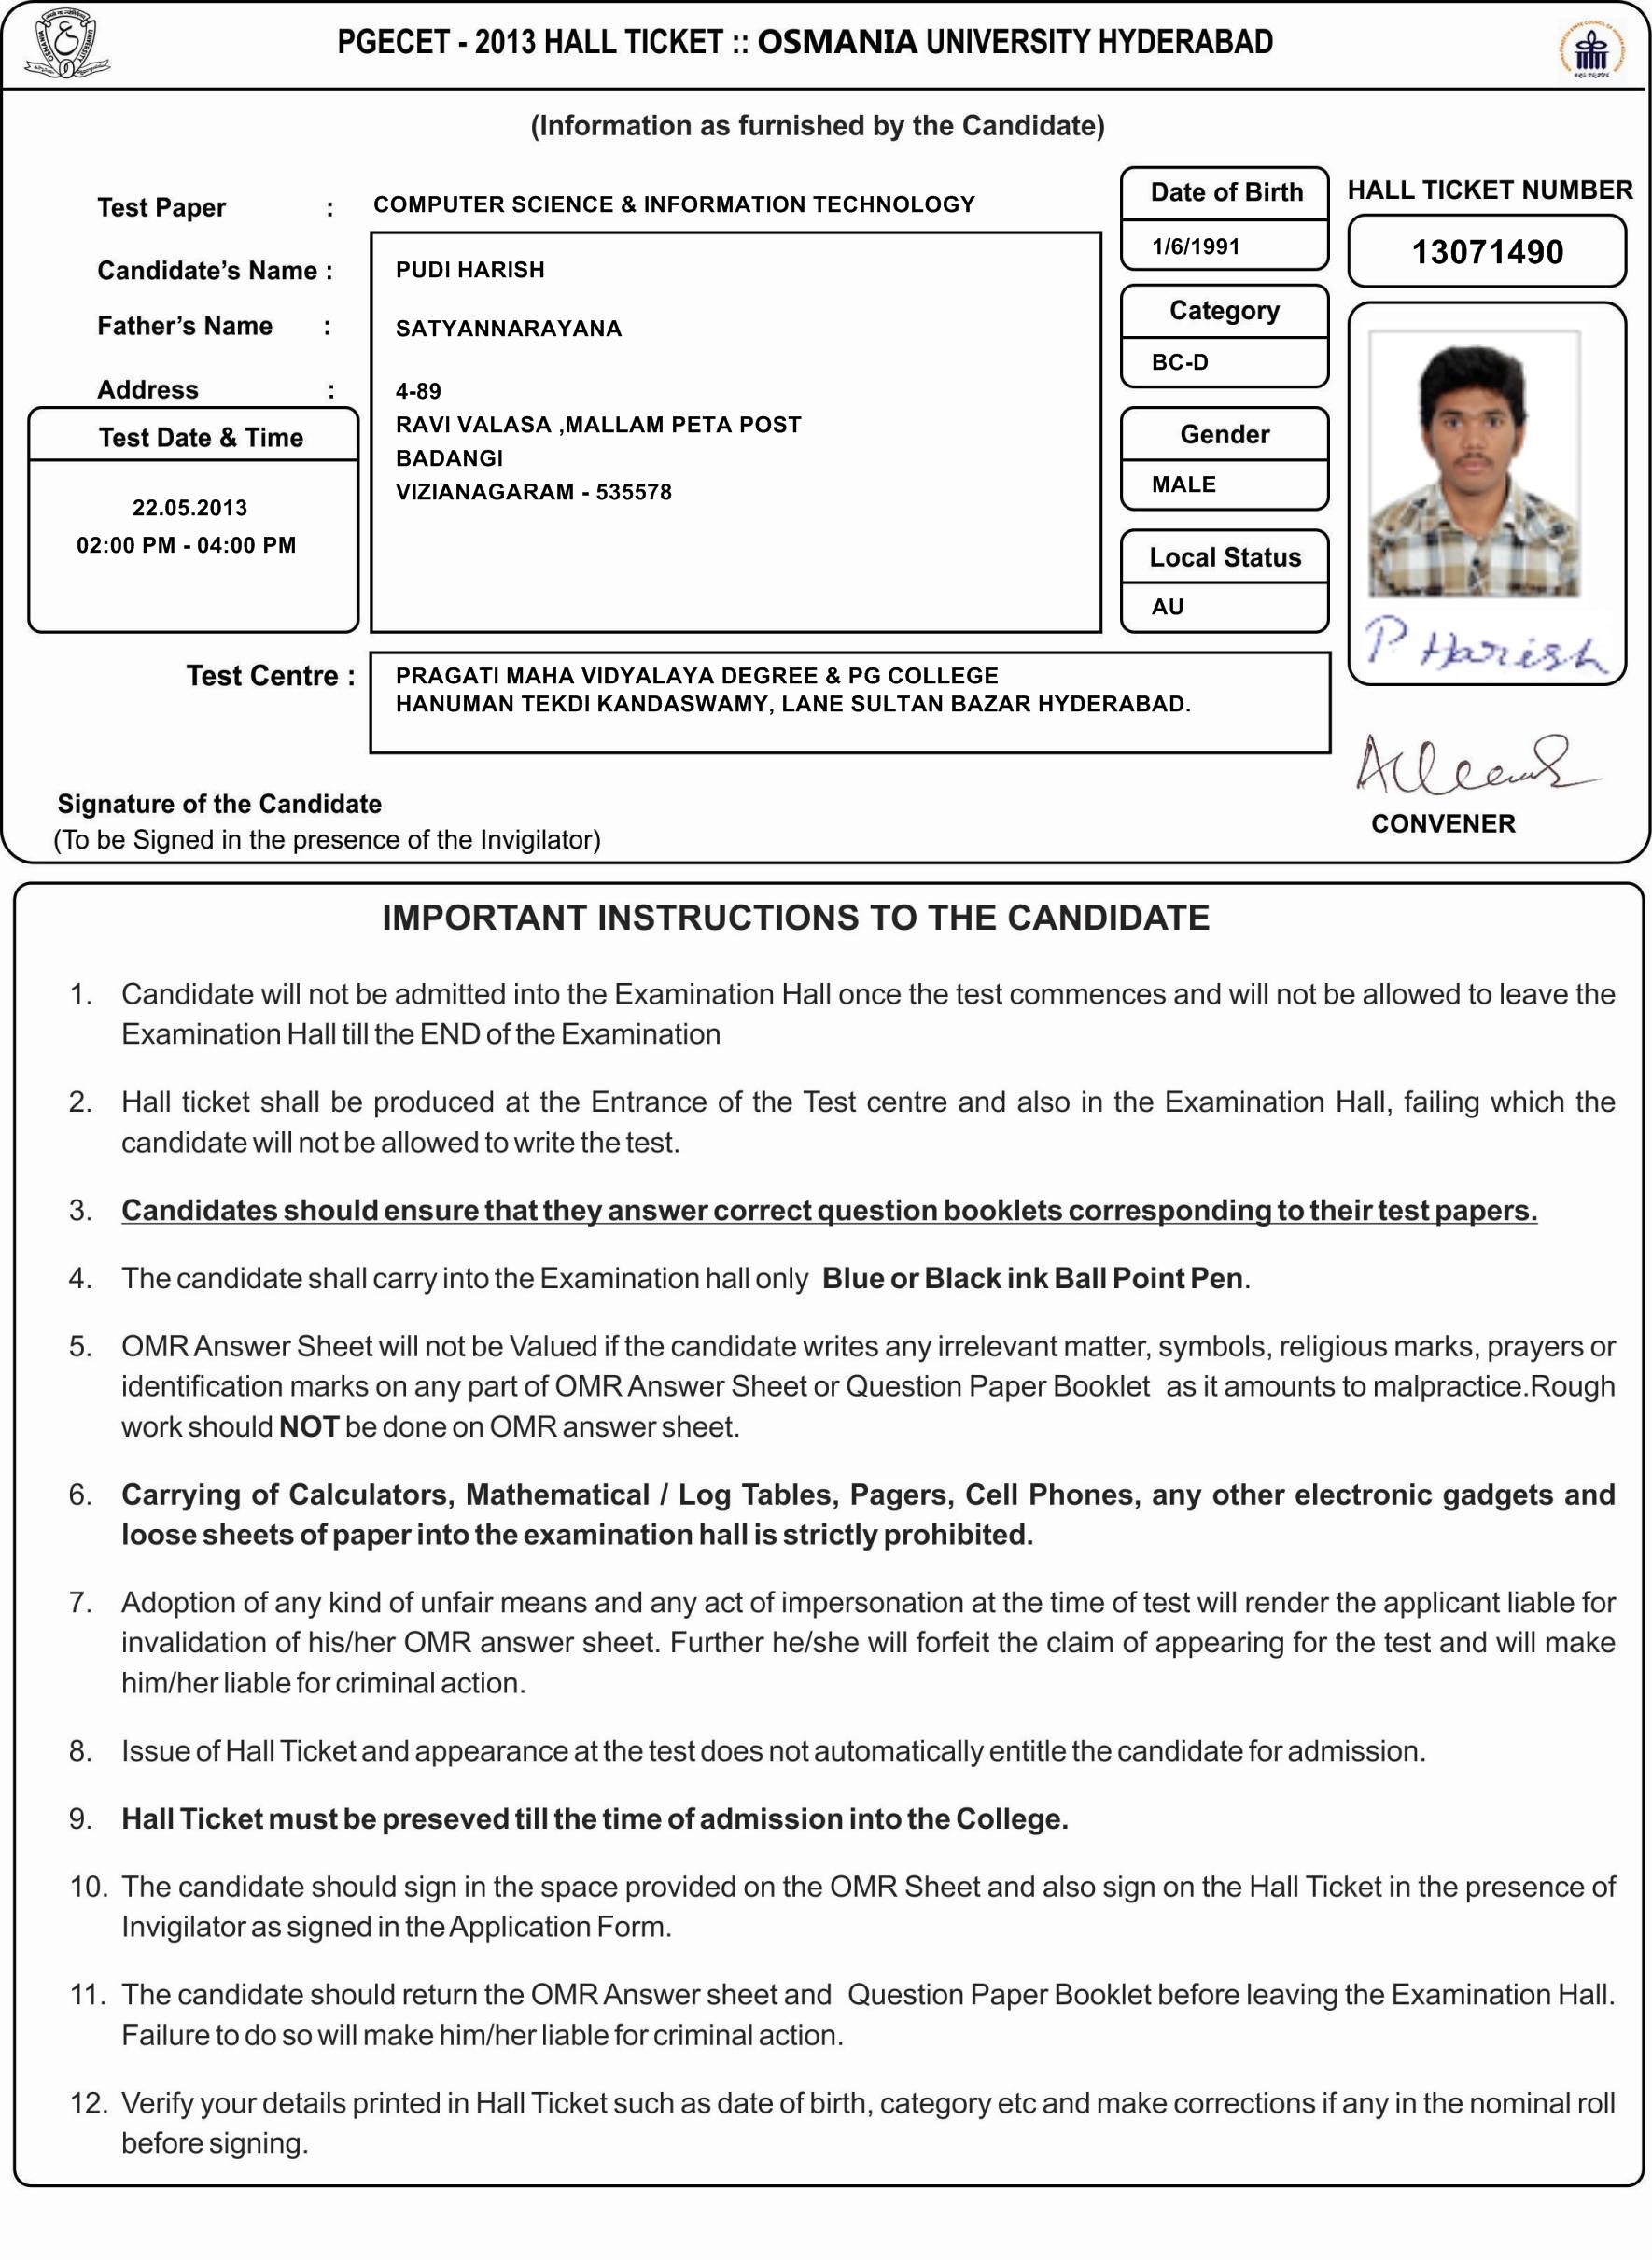 PGECET - 2013 HALL TICKET :: OSMANIA UNIVERSITY HYDERABAD
(Information as furnished by the Candidate)
Test Paper : COMPUTER SCIENCE & INFORMATION TECHNOLOGY
Candidate's Name : PUDI HARISH
Father's Name : SATYANNARAYANA
Address : 4-89
RAVI VALASA ,MALLAM PETA POST
BADANGI
VIZIANAGARAM - 535578
Test Date & Time
22.05.2013
02:00 PM - 04:00 PM
Date of Birth
1/6/1991
Category
BC-D
Gender
MALE
Local Status
AU
HALL TICKET NUMBER
13071490
P Harish
Test Centre : PRAGATI MAHA VIDYALAYA DEGREE & PG COLLEGE
HANUMAN TEKDI KANDASWAMY, LANE SULTAN BAZAR HYDERABAD.
CONVENER
Signature of the Candidate
(To be Signed in the presence of the Invigilator)
IMPORTANT INSTRUCTIONS TO THE CANDIDATE
1. Candidate will not be admitted into the Examination Hall once the test commences and will not be allowed to leave the
Examination Hall till the END of the Examination
2. Hall ticket shall be produced at the Entrance of the Test centre and also in the Examination Hall, failing which the
candidate will not be allowed to write the test.
3. Candidates should ensure that they answer correct question booklets corresponding to their test papers.
4. The candidate shall carry into the Examination hall only Blue or Black ink Ball Point Pen.
5. OMR Answer Sheet will not be Valued if the candidate writes any irrelevant matter, symbols, religious marks, prayers or
identification marks on any part of OMR Answer Sheet or Question Paper Booklet as it amounts to malpractice.Rough
work should NOT be done on OMR answer sheet.
6. Carrying of Calculators, Mathematical / Log Tables, Pagers, Cell Phones, any other electronic gadgets and
loose sheets of paper into the examination hall is strictly prohibited.
7. Adoption of any kind of unfair means and any act of impersonation at the time of test will render the applicant liable for
invalidation of his/her OMR answer sheet. Further he/she will forfeit the claim of appearing for the test and will make
him/her liable for criminal action.
8. Issue of Hall Ticket and appearance at the test does not automatically entitle the candidate for admission.
9. Hall Ticket must be preseved till the time of admission into the College.
10. The candidate should sign in the space provided on the OMR Sheet and also sign on the Hall Ticket in the presence of
Invigilator as signed in the Application Form.
11. The candidate should return the OMR Answer sheet and Question Paper Booklet before leaving the Examination Hall.
Failure to do so will make him/her liable for criminal action.
12. Verify your details printed in Hall Ticket such as date of birth, category etc and make corrections if any in the nominal roll
before signing.